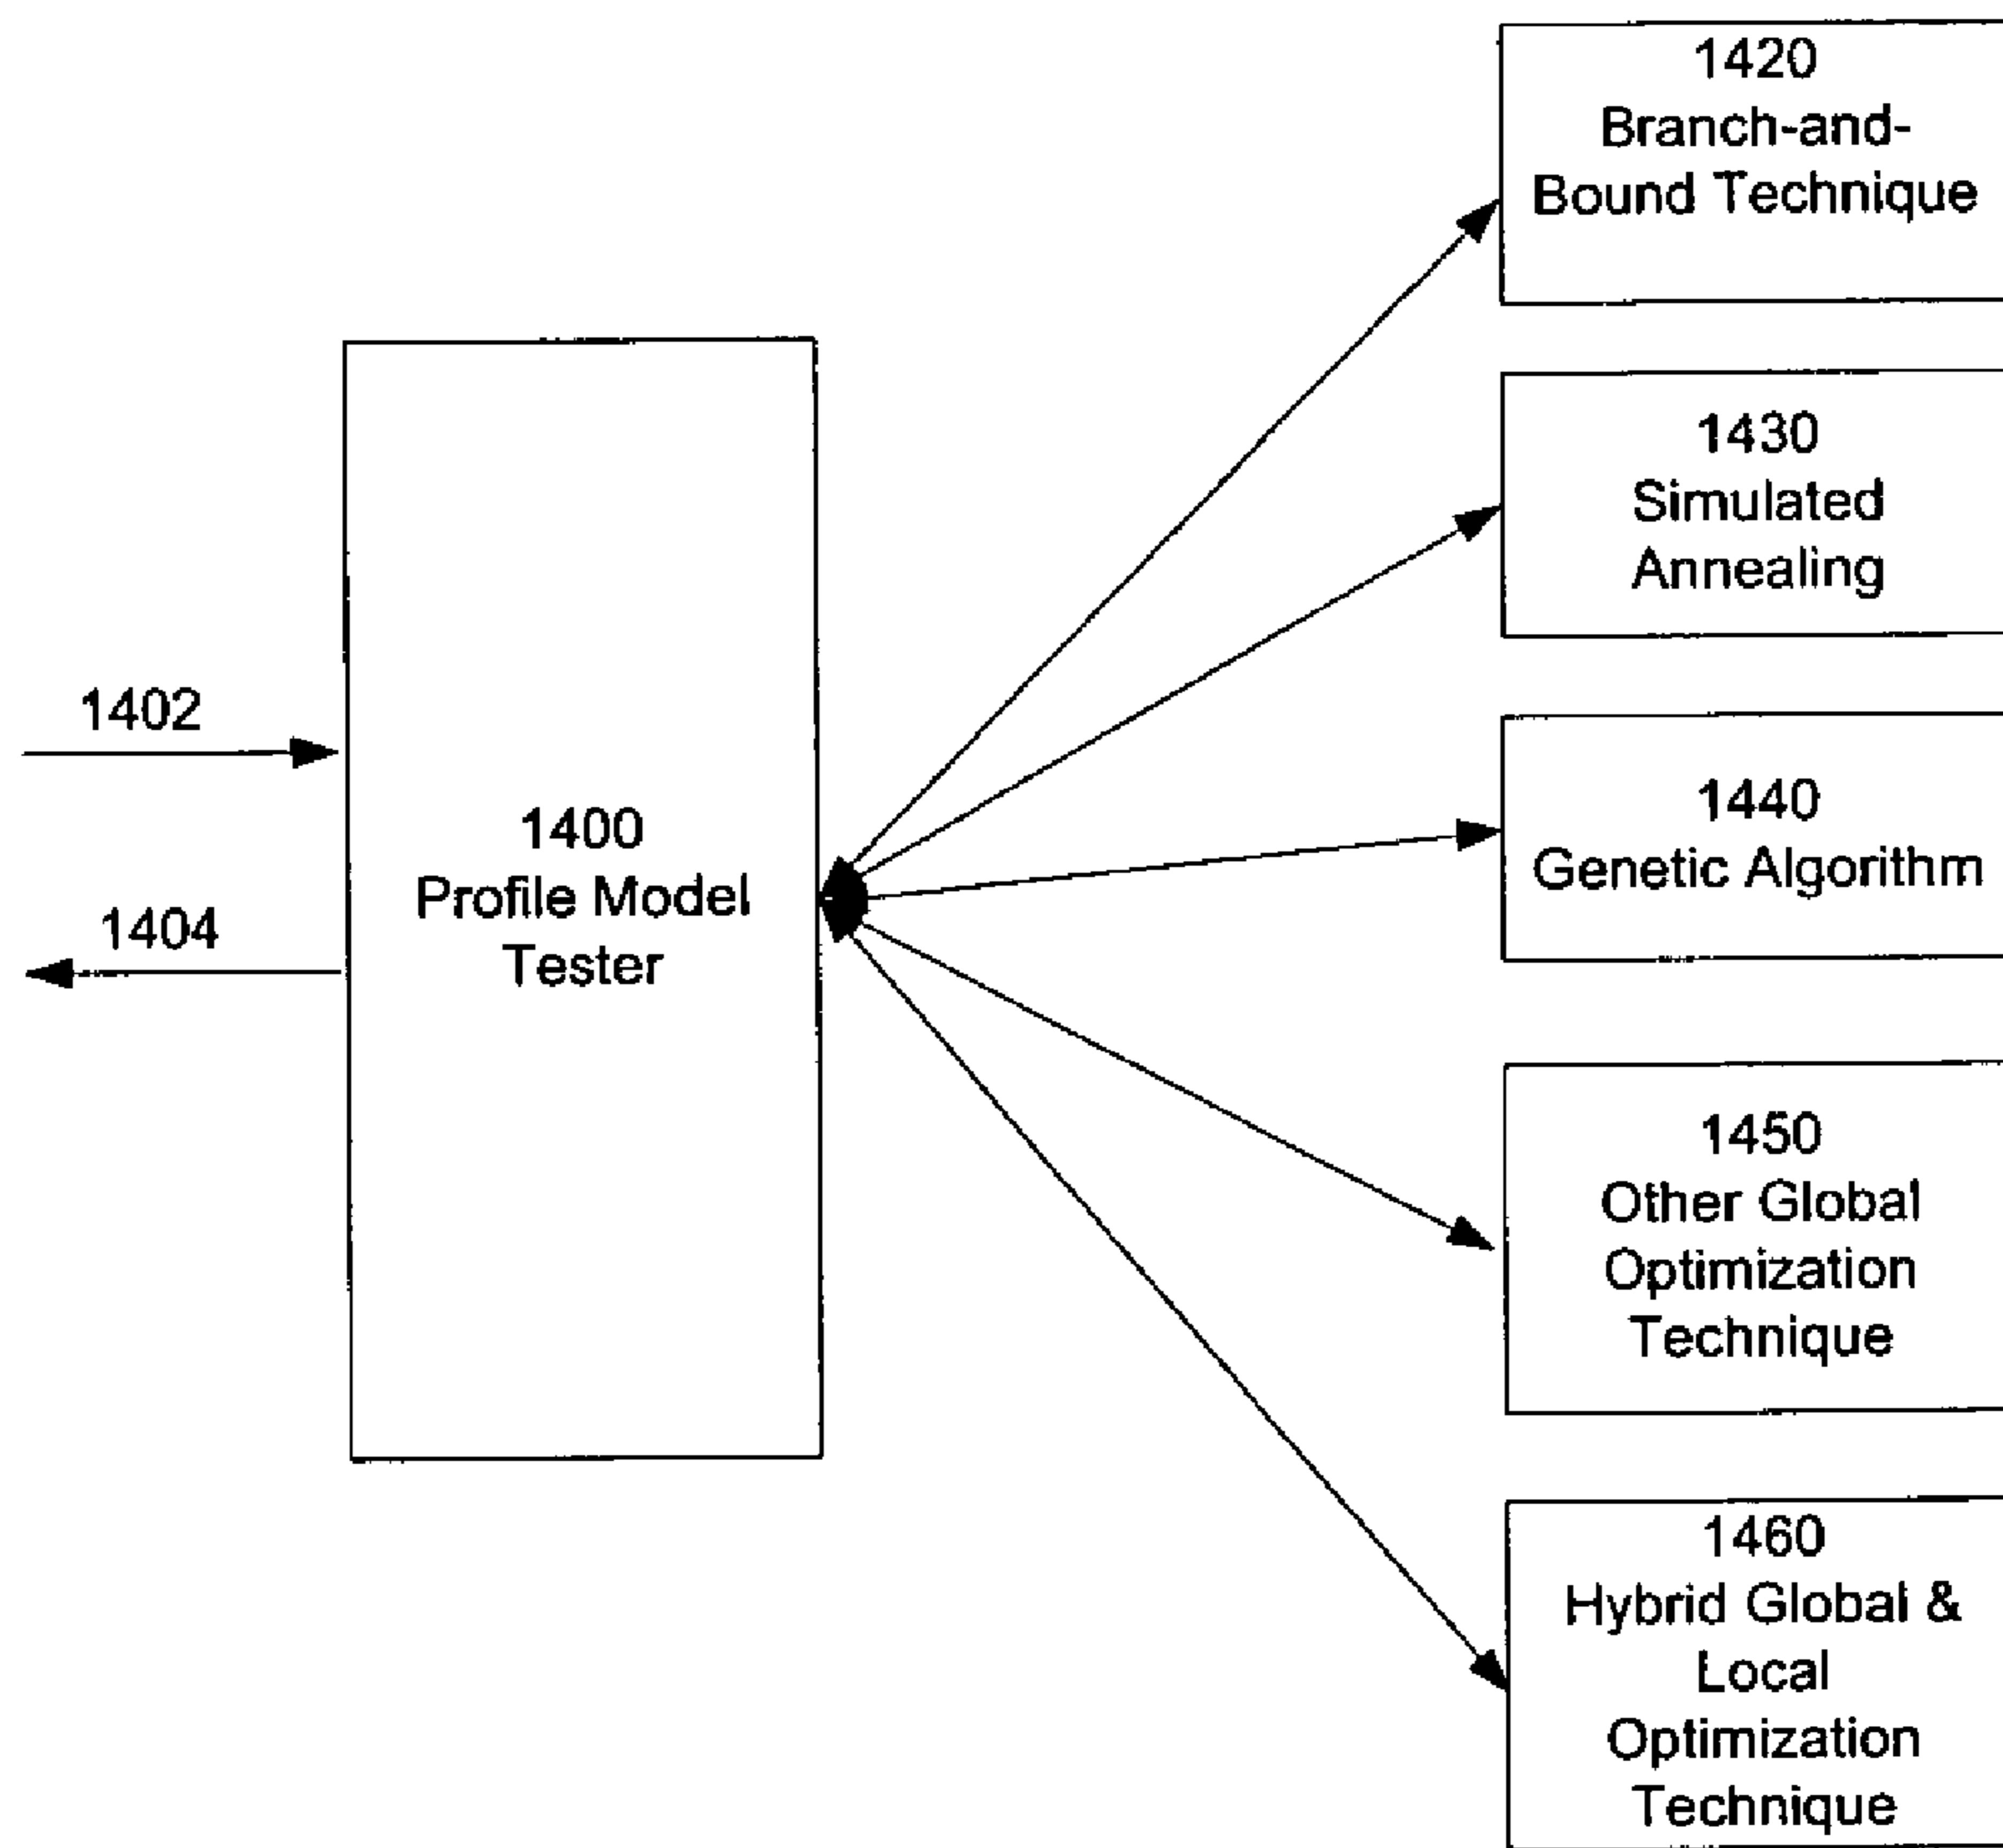 1402
1404
1400
Profile Model
Tester
1420
Branch-and-
Bound Technique
1430
Simulated
Annealing
1440
Genetic Algorithm
1450
Other Global
Optimization
Technique
1460
Hybrid Global &
Local
Optimization
Technique